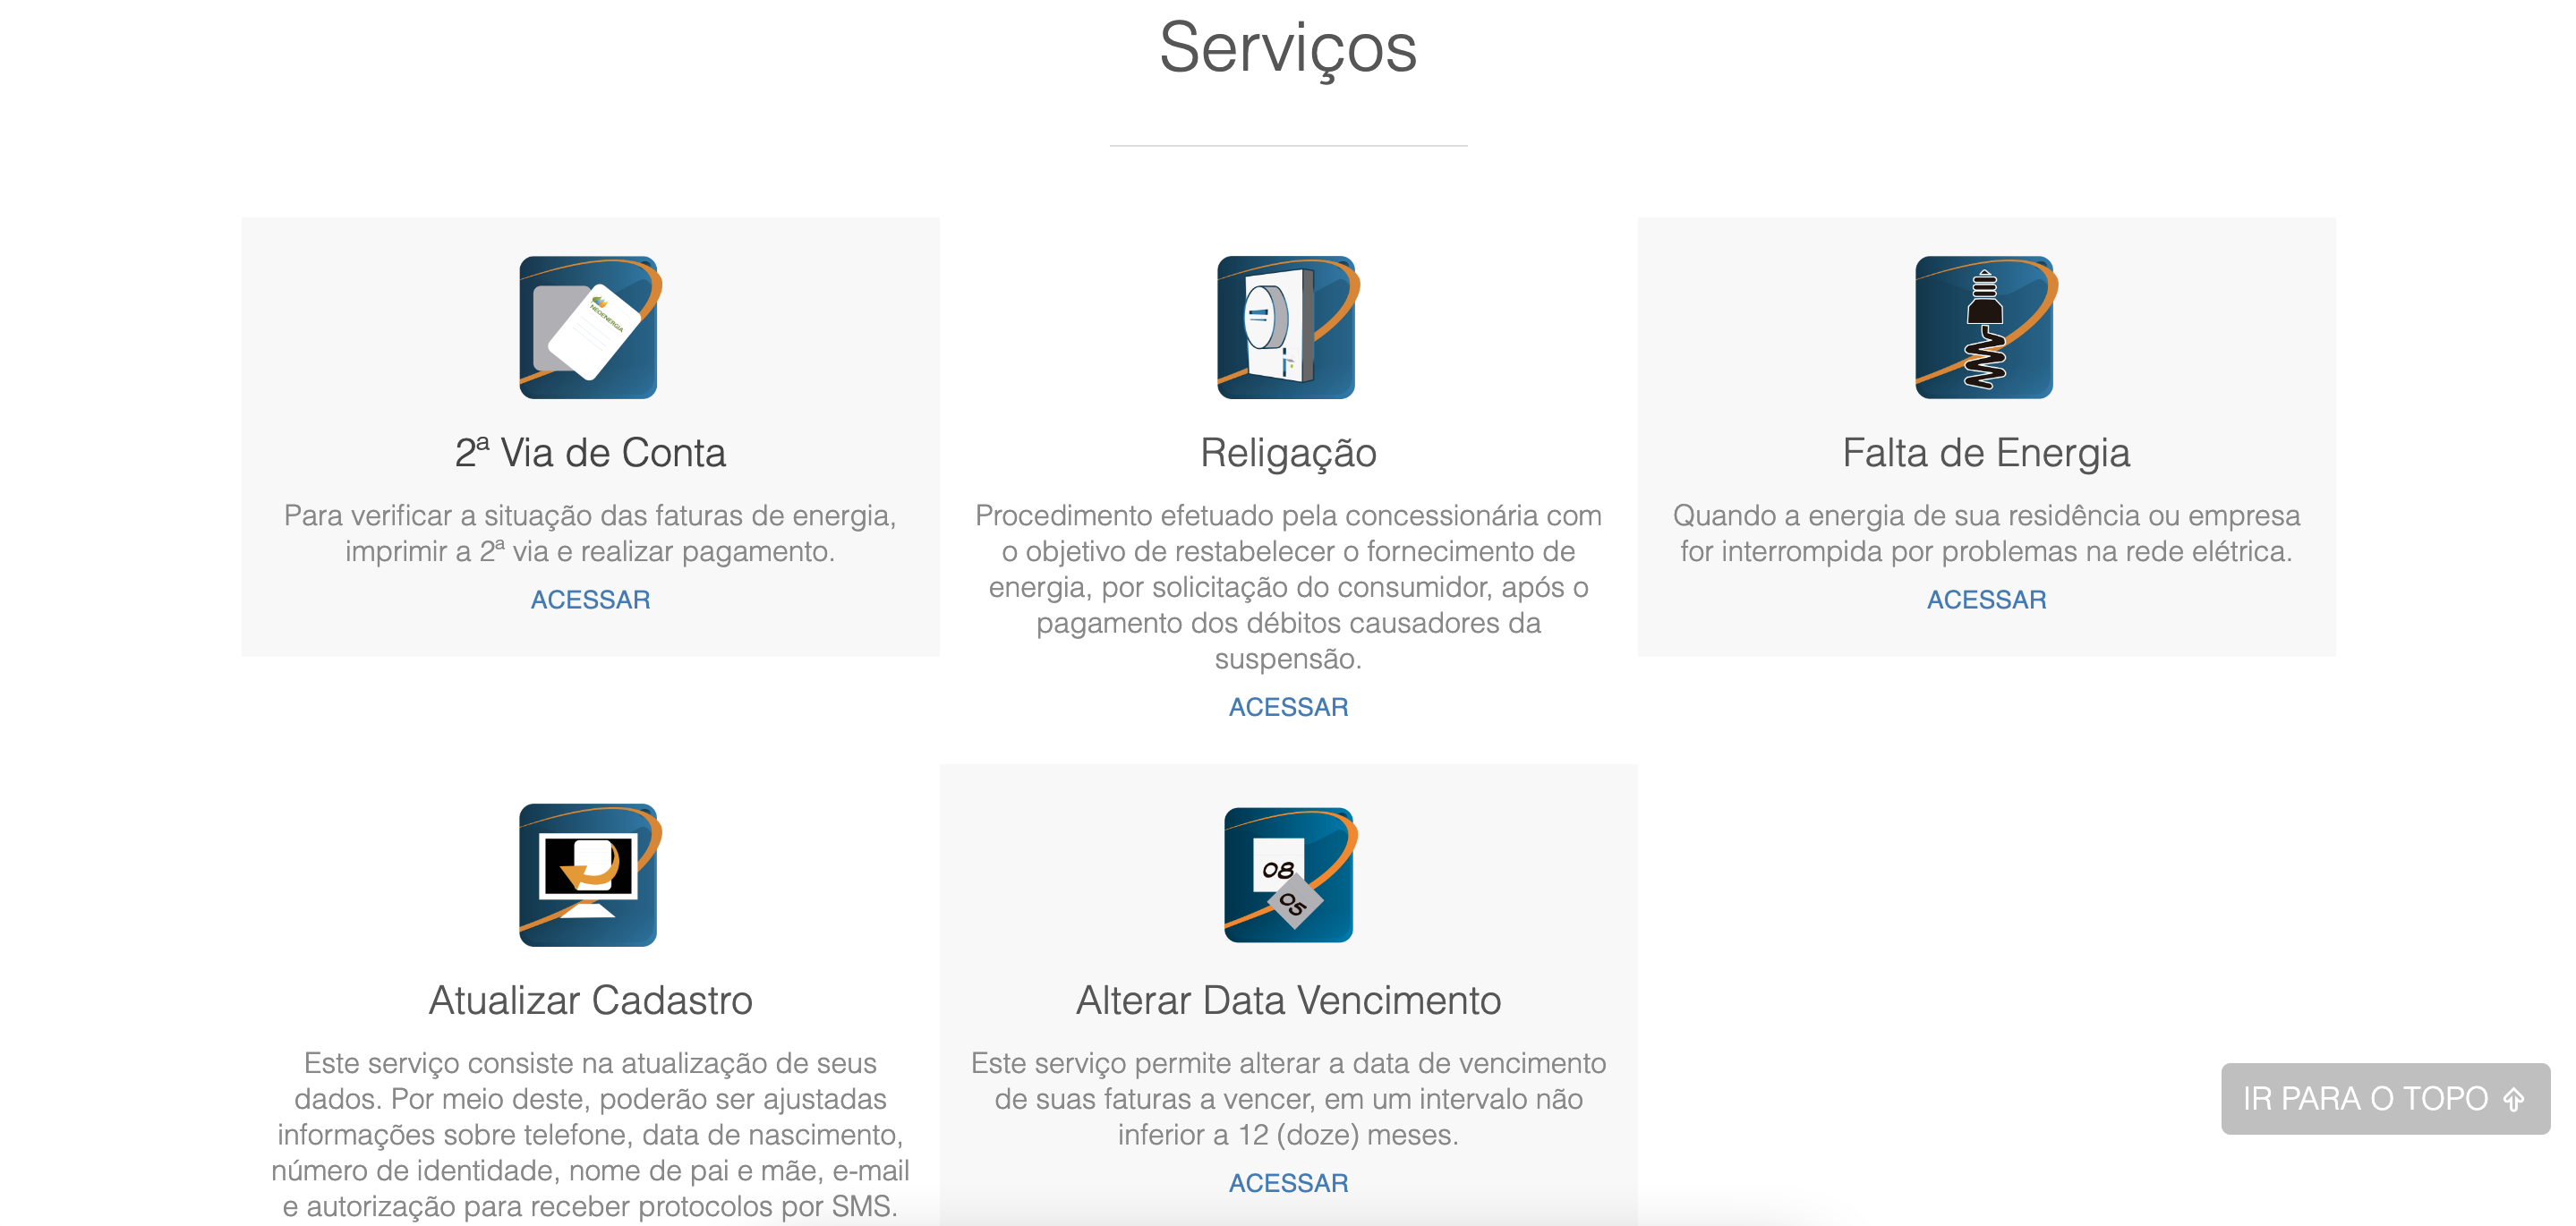 Serviços
NEOENERGIA
2ª Via de Conta
Para verificar a situação das faturas de energia,
imprimir a 2ª via e realizar pagamento.
ACESSAR
Religação
Procedimento efetuado pela concessionária com
o objetivo de restabelecer o fornecimento de
energia, por solicitação do consumidor, após o
pagamento dos débitos causadores da
suspensão.
ACESSAR
Falta de Energia
Quando a energia de sua residência ou empresa
for interrompida por problemas na rede elétrica.
ACESSAR
Atualizar Cadastro
Este serviço consiste na atualização de seus
dados. Por meio deste, poderão ser ajustadas
informações sobre telefone, data de nascimento,
número de identidade, nome de pai e mãe, e-mail
e autorização para receber protocolos por SMS.
08
05
Alterar Data Vencimento
Este serviço permite alterar a data de vencimento
de suas faturas a vencer, em um intervalo não
inferior a 12 (doze) meses.
ACESSAR
IR PARA O TOPO